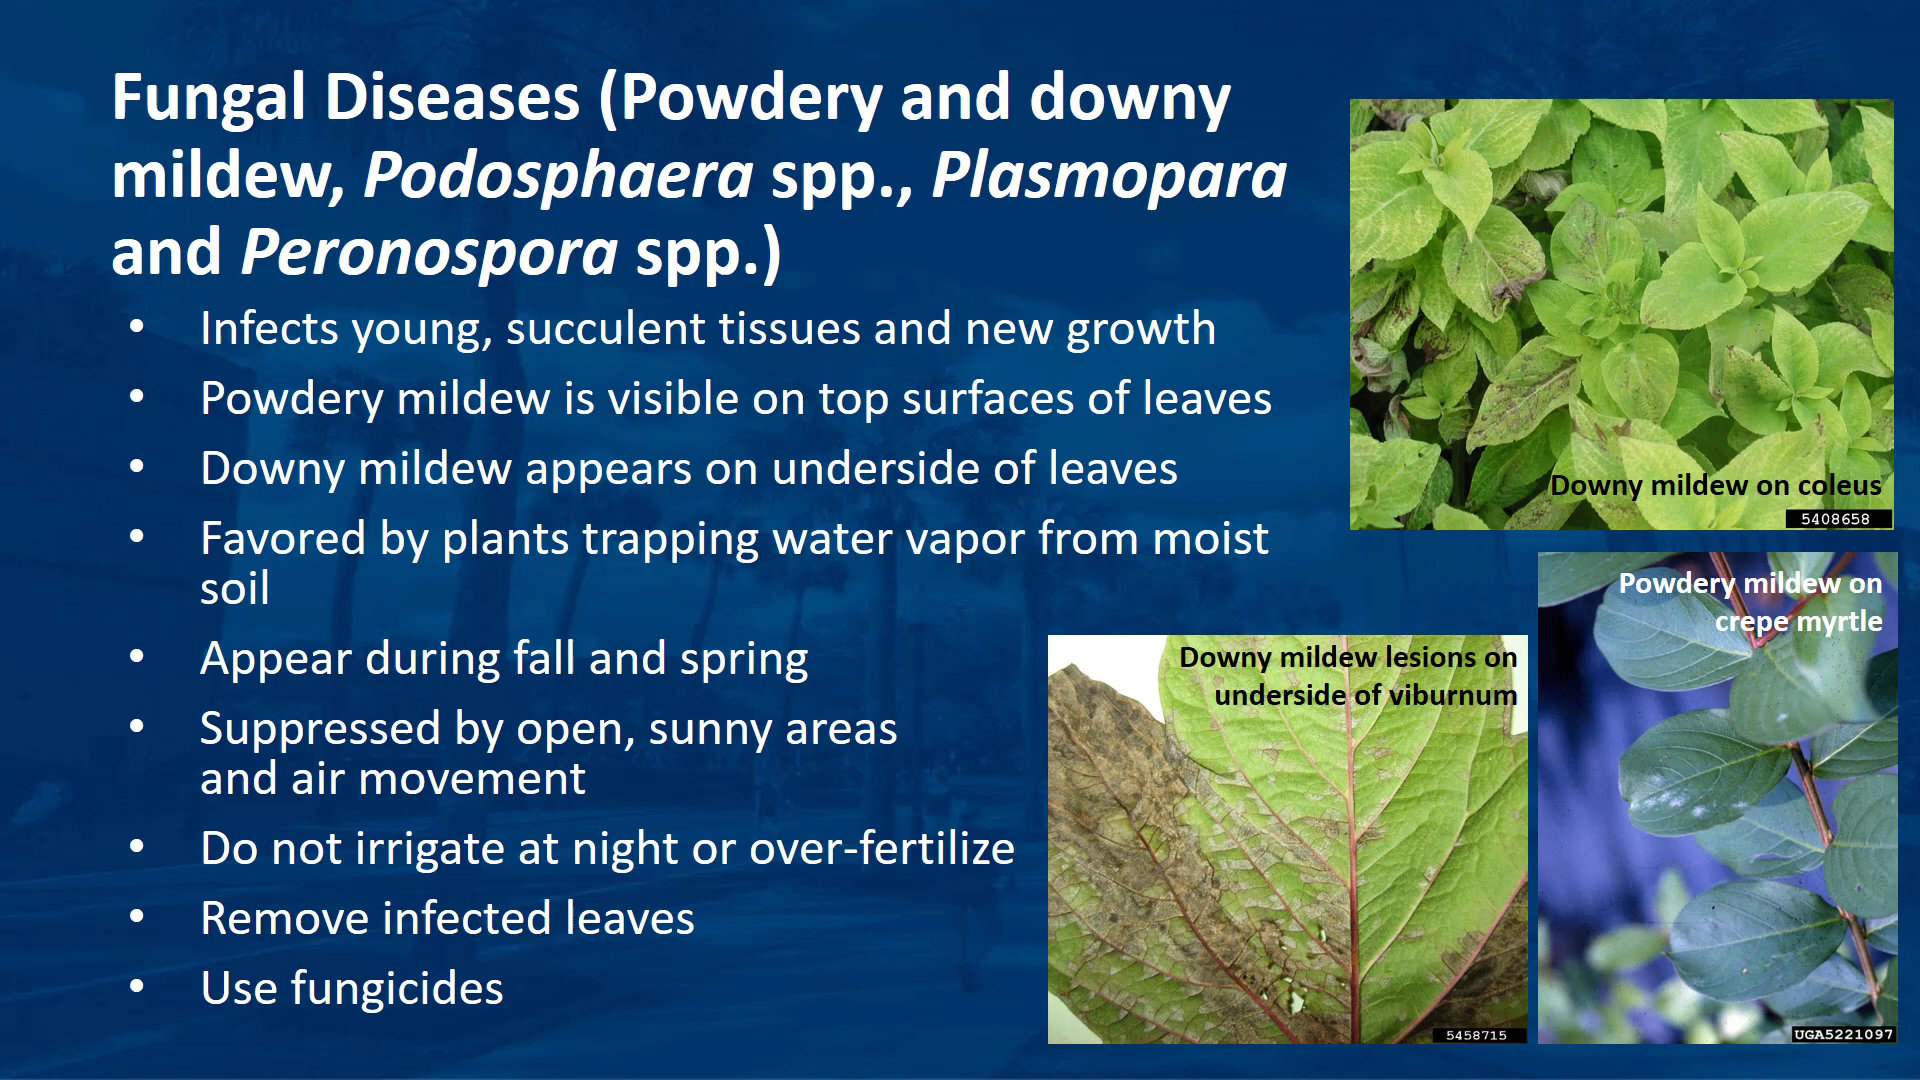 Fungal Diseases (Powdery and downy
mildew, Podosphaera spp., Plasmopara
and Peronospora spp.)
• Infects young, succulent tissues and new growth
• Powdery mildew is visible on top surfaces of leaves
• Downy mildew appears on underside of leaves
• Favored by plants trapping water vapor from moist
soil
• Appear during fall and spring
• Suppressed by open, sunny areas
and air movement
• Do not irrigate at night or over-fertilize
• Remove infected leaves
• Use fungicides
Downy mildew on coleus
5408658
Downy mildew lesions on
underside of viburnum
5458715
Powdery mildew on
crepe myrtle
UGA5221097